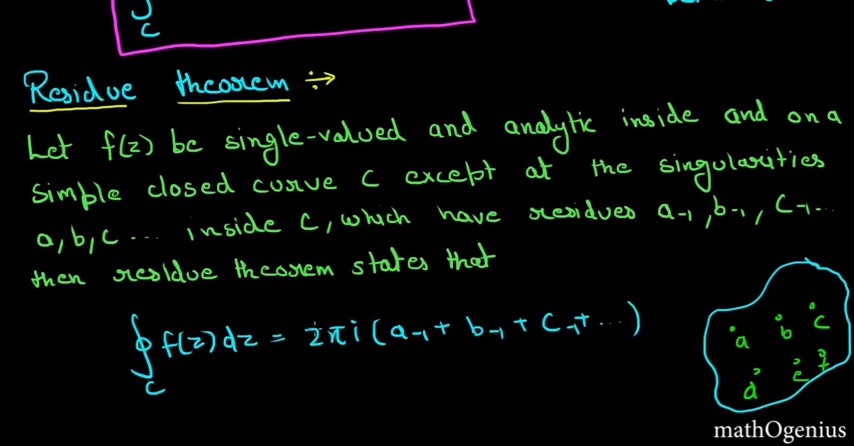 ∫
C
Residue theorem :→
Let f(z) be single-valued and analytic inside and on a
simple closed curve C except at the singularities
a, b, c ... inside C, which have residues a₋₁, b₋₁, c₋₁...
then residue theorem states that
∮ f(z)dz = 2πi(a₋₁ + b₋₁ + c₋₁ + ...)
C
a b c
d e f
mathOgenius